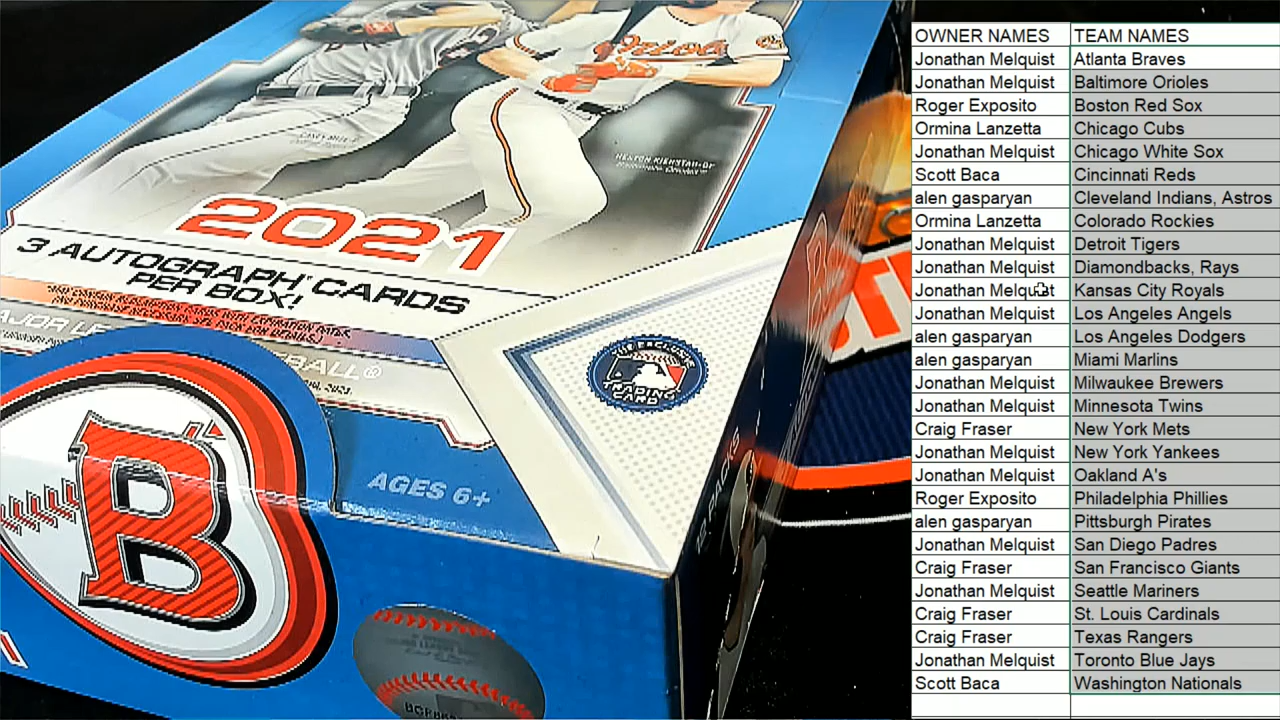 Orioles
HESTON KJERSTAD - OF
2021
3 AUTOGRAPH CARDS
PER BOX!
BALL®
B
AGES 6+
TRADING
CARD
OWNER NAMES TEAM NAMES
Jonathan Melquist Atlanta Braves
Jonathan Melquist Baltimore Orioles
Roger Exposito Boston Red Sox
Ormina Lanzetta Chicago Cubs
Jonathan Melquist Chicago White Sox
Scott Baca Cincinnati Reds
alen gasparyan Cleveland Indians, Astros
Ormina Lanzetta Colorado Rockies
Jonathan Melquist Detroit Tigers
Jonathan Melquist Diamondbacks, Rays
Jonathan Melquist Kansas City Royals
Jonathan Melquist Los Angeles Angels
alen gasparyan Los Angeles Dodgers
alen gasparyan Miami Marlins
Jonathan Melquist Milwaukee Brewers
Jonathan Melquist Minnesota Twins
Craig Fraser New York Mets
Jonathan Melquist New York Yankees
Jonathan Melquist Oakland A's
Roger Exposito Philadelphia Phillies
alen gasparyan Pittsburgh Pirates
Jonathan Melquist San Diego Padres
Craig Fraser San Francisco Giants
Jonathan Melquist Seattle Mariners
Craig Fraser St. Louis Cardinals
Craig Fraser Texas Rangers
Jonathan Melquist Toronto Blue Jays
Scott Baca Washington Nationals